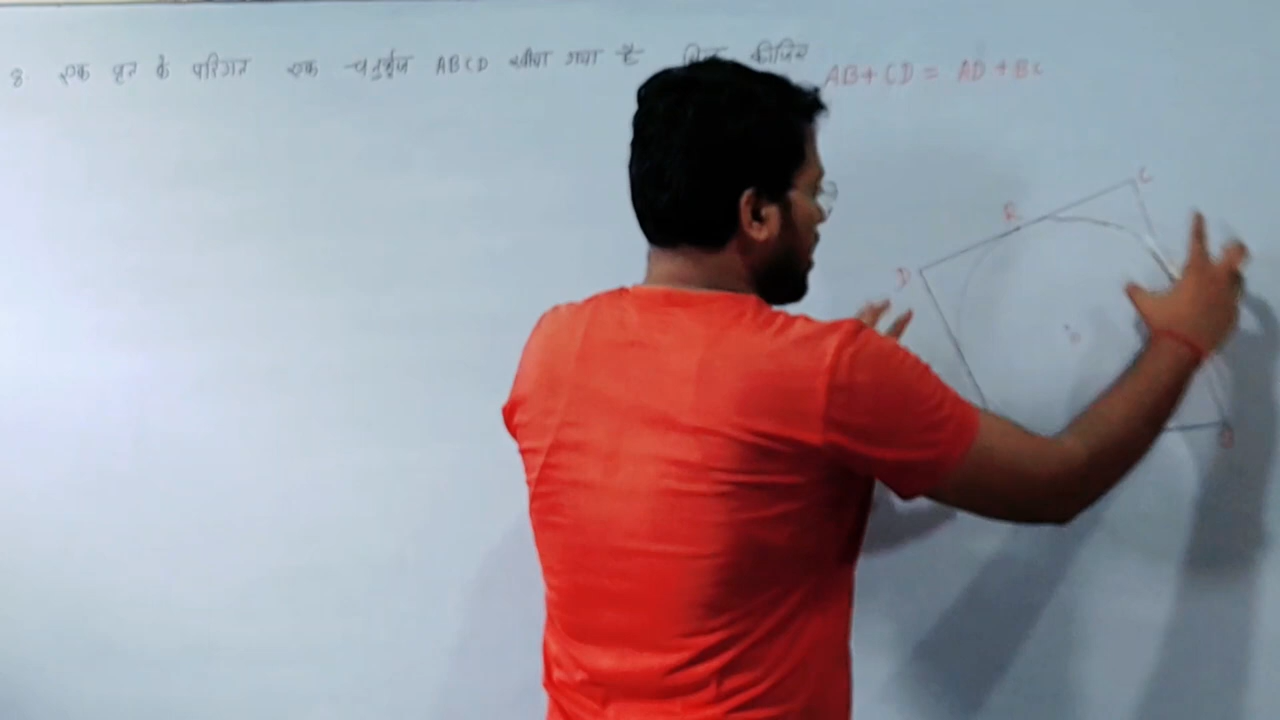 8 एक वृत के परिगत एक चतुर्भुज ABCD खींचा गया है सिद्ध कीजिए AB + CD = AD + BC
C
R
D
B